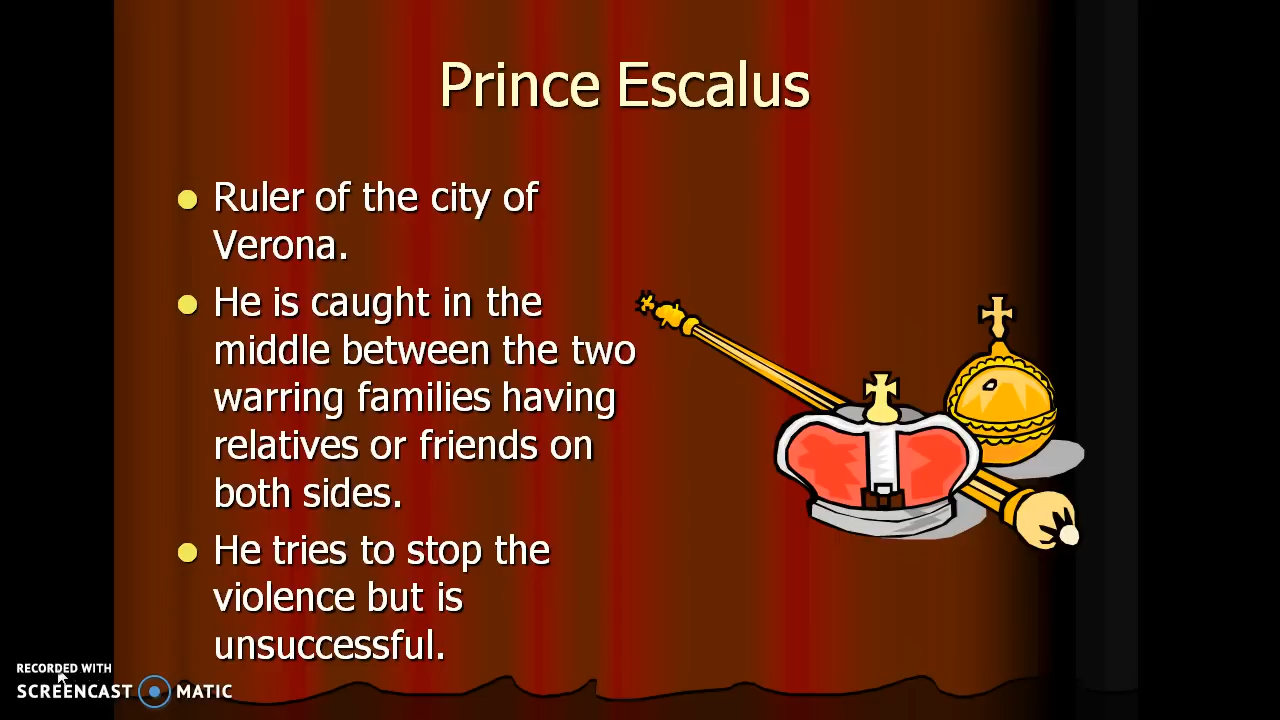 Prince Escalus
Ruler of the city of
Verona.
He is caught in the
middle between the two
warring families having
relatives or friends on
both sides.
He tries to stop the
violence but is
unsuccessful.
RECORDED WITH
SCREENCAST MATIC